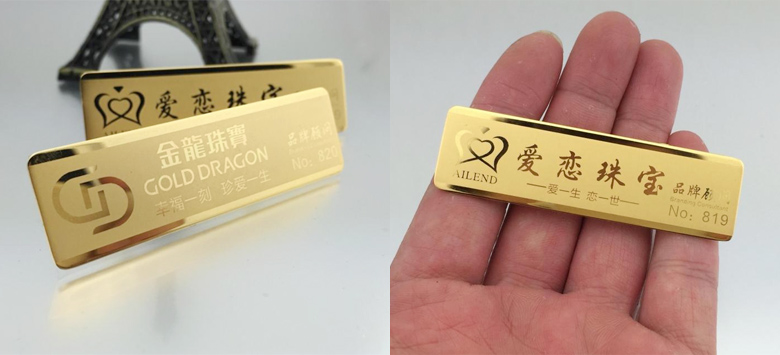 爱恋珠宝
金龍珠寶
GOLD DRAGON
幸福一刻 珍爱一生
品牌顾问
No: 820
AILEND
爱恋珠宝
爱一生 恋一世
品牌顾
No: 819